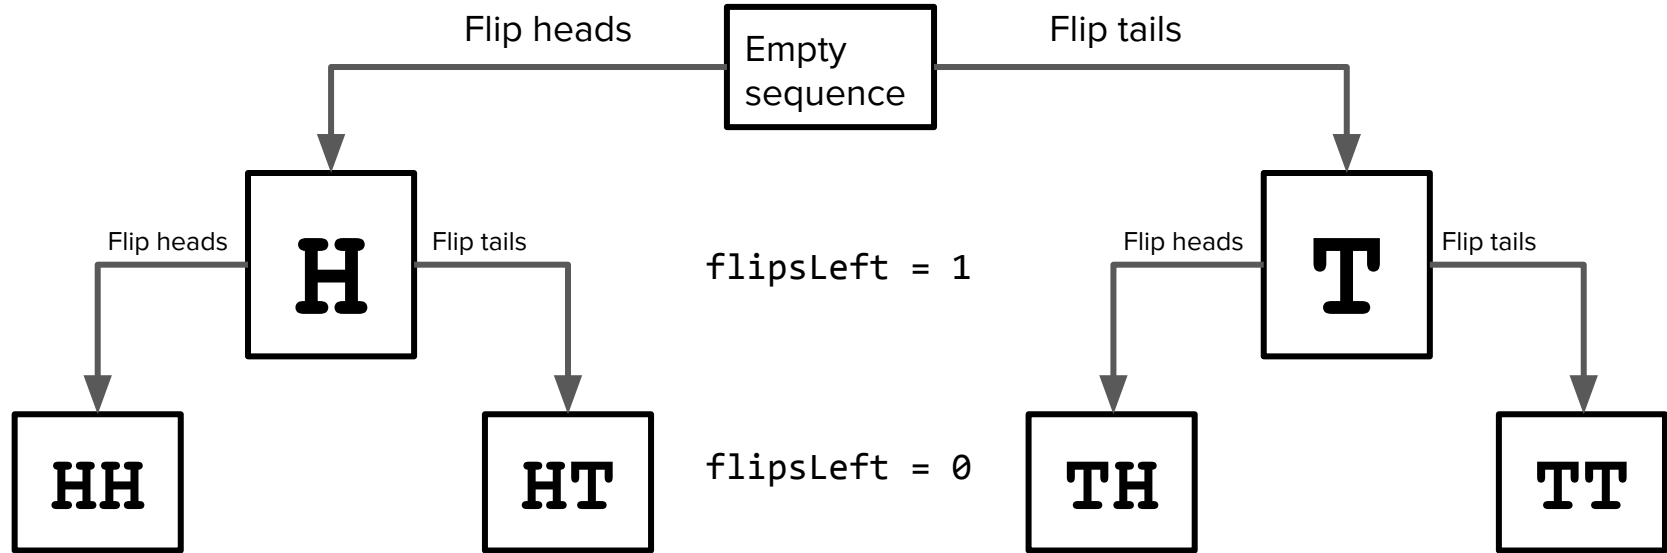 Flip heads
Empty
sequence
Flip tails
Flip heads
H
Flip tails
flipsLeft = 1
Flip heads
T
Flip tails
HH
HT
flipsLeft = 0
TH
TT